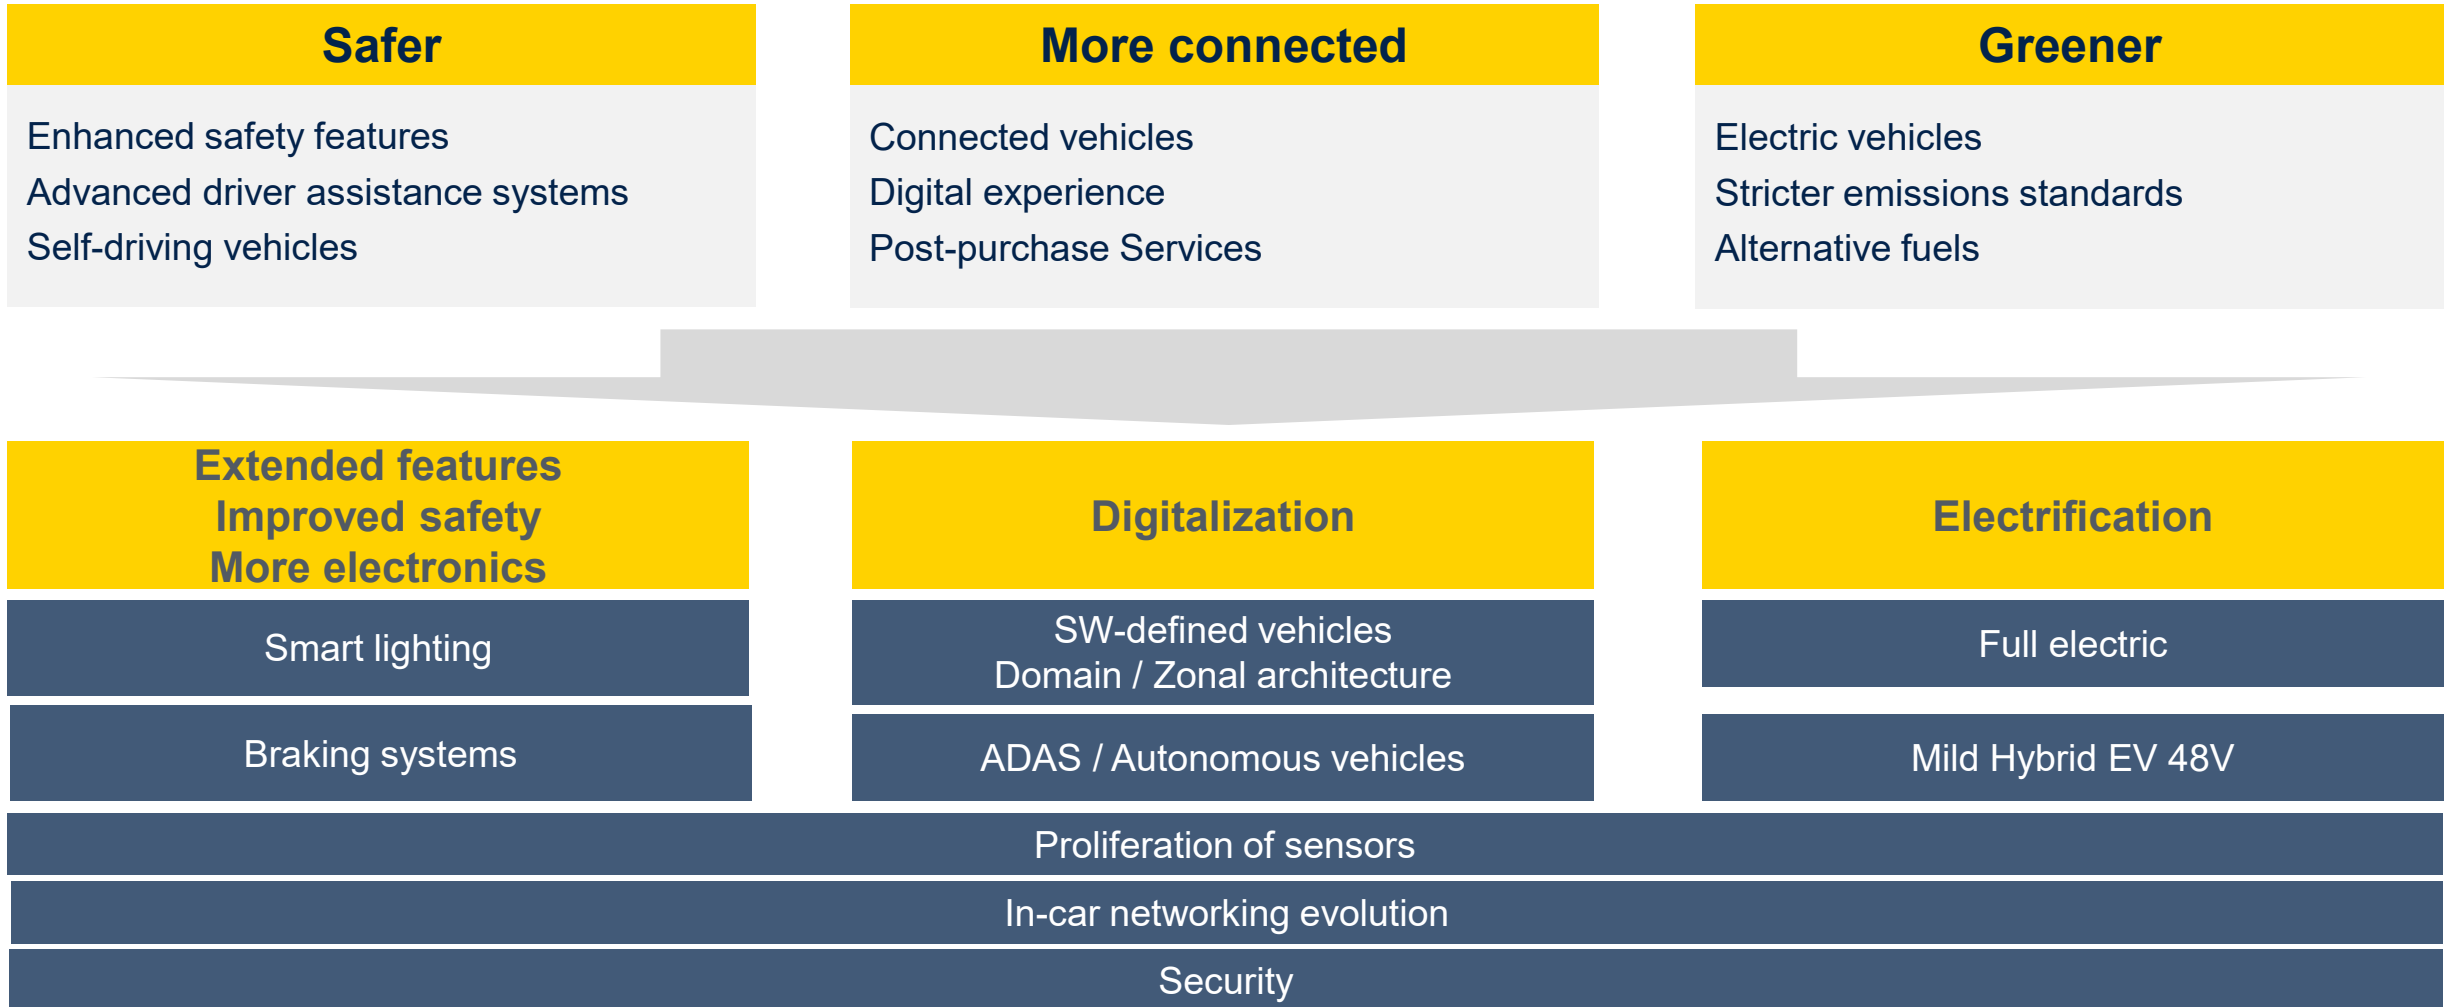 Safer
Enhanced safety features
Advanced driver assistance systems
Self-driving vehicles
More connected
Connected vehicles
Digital experience
Post-purchase Services
Greener
Electric vehicles
Stricter emissions standards
Alternative fuels
Extended features
Improved safety
More electronics
Smart lighting
Braking systems
Digitalization
SW-defined vehicles
Domain / Zonal architecture
ADAS / Autonomous vehicles
Electrification
Full electric
Mild Hybrid EV 48V
Proliferation of sensors
In-car networking evolution
Security